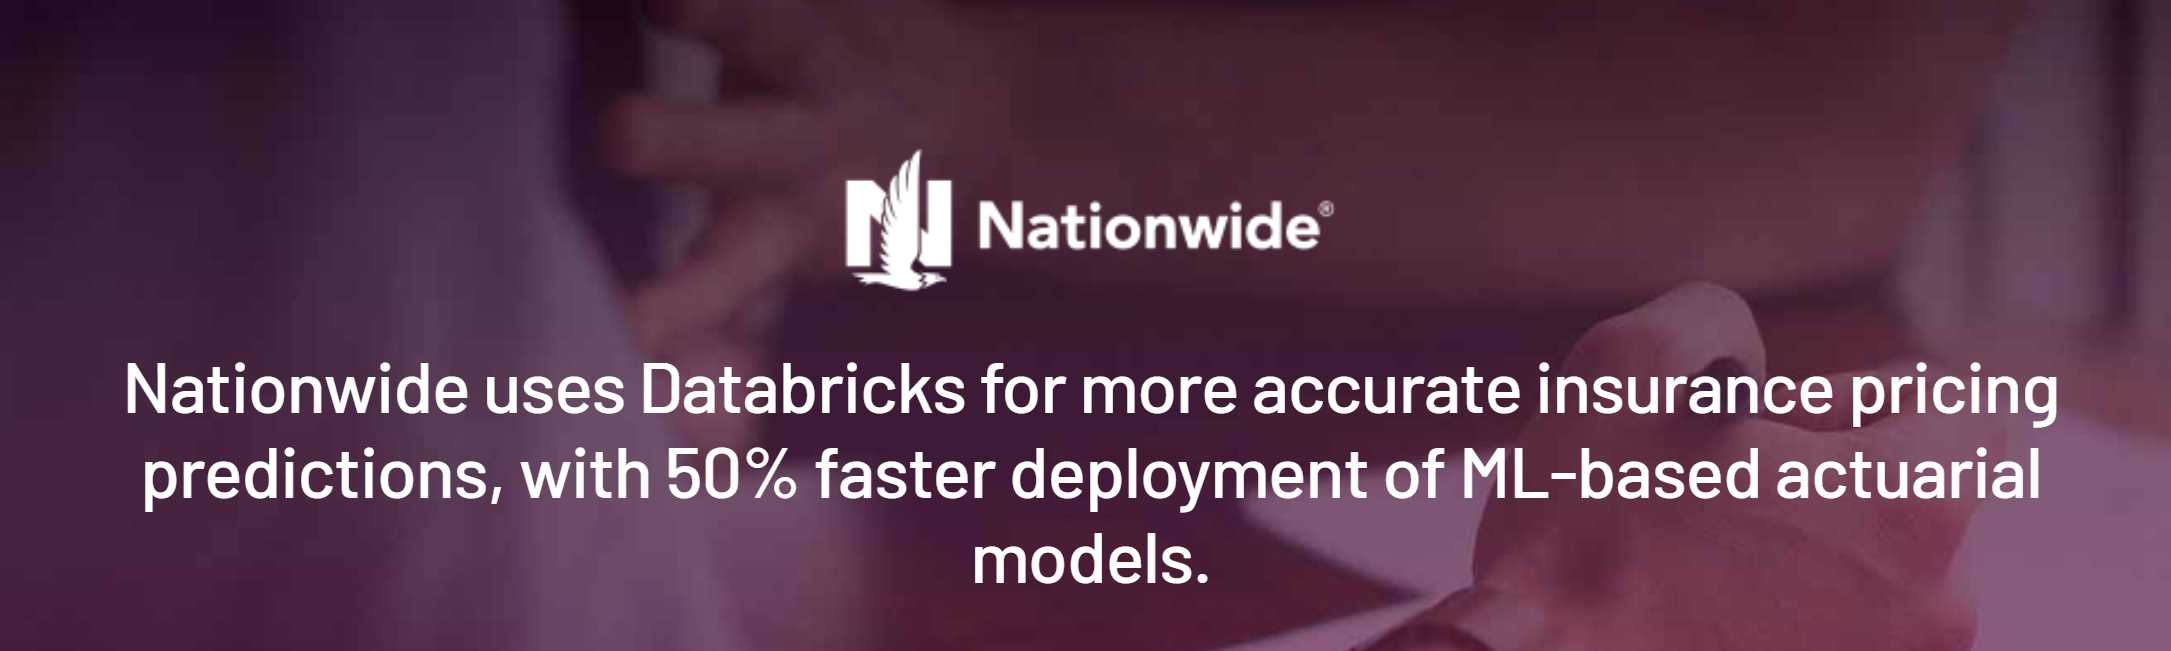 Nationwide®
Nationwide uses Databricks for more accurate insurance pricing
predictions, with 50% faster deployment of ML-based actuarial
models.